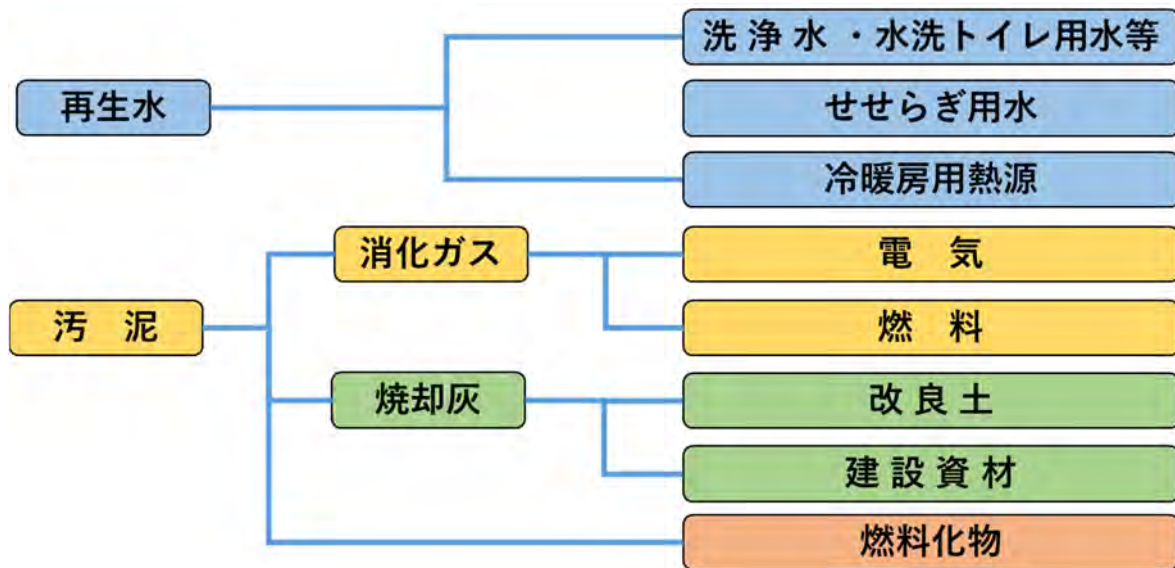 洗 浄 水 ・水洗トイレ用水等
再生水
せせらぎ用水
冷暖房用熱源
消化ガス
電　気
汚　泥
燃　料
焼却灰
改 良 土
建 設 資 材
燃料化物